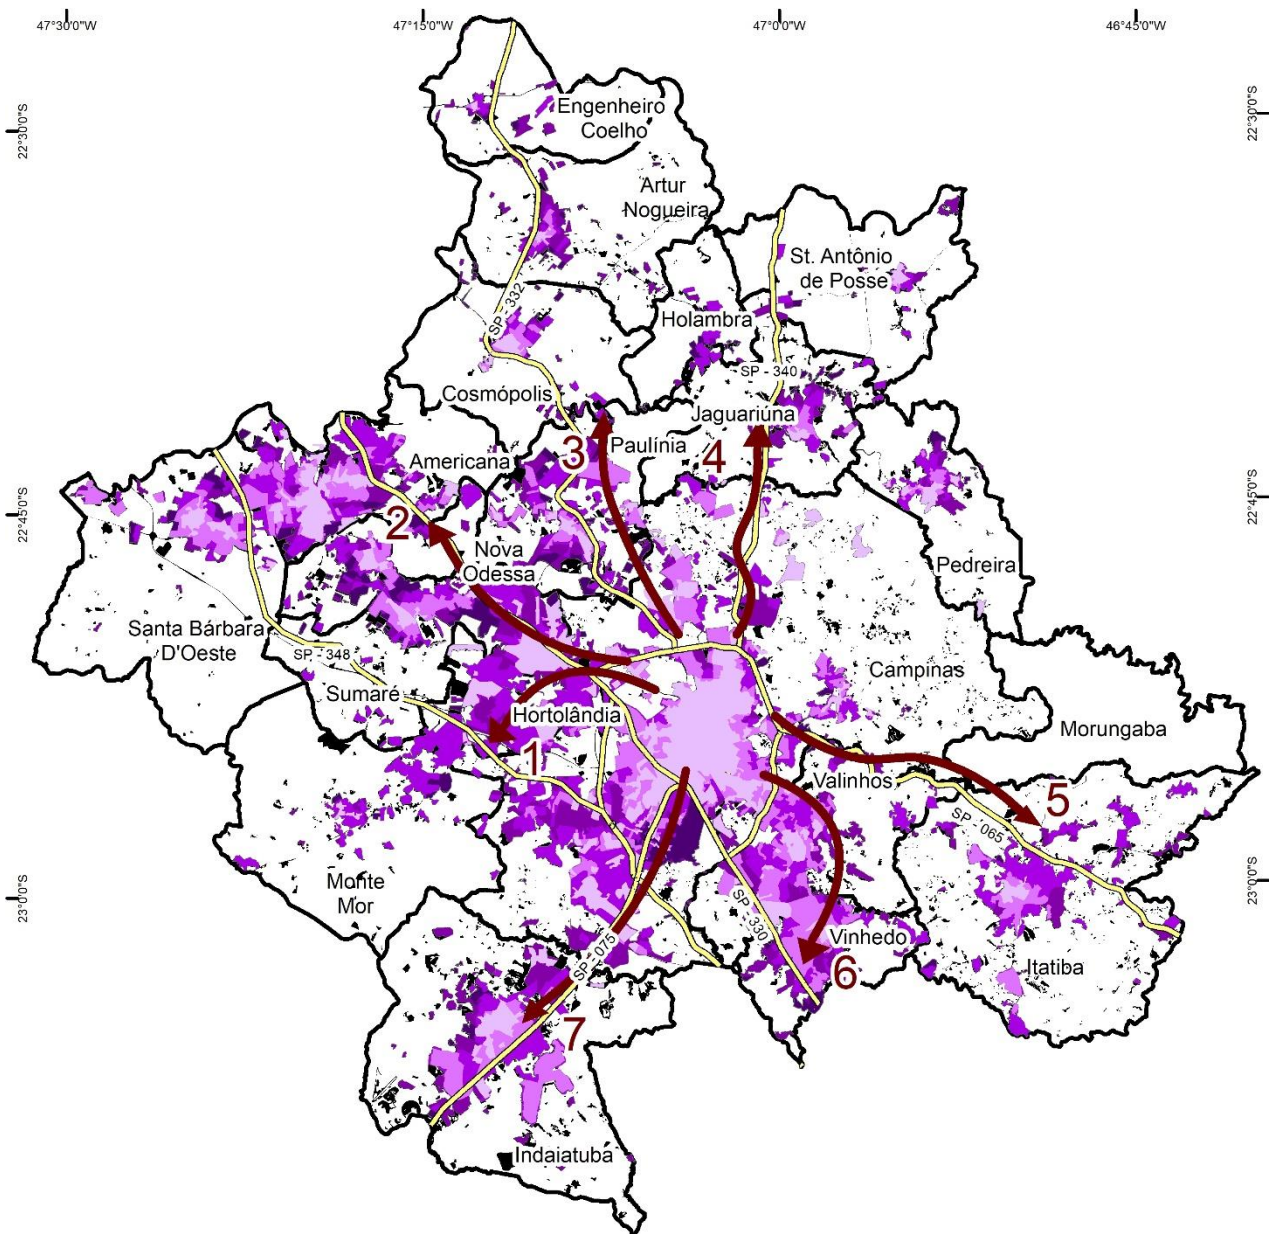 47°30'0"W
47°15'0"W
47°0'0"W
46°45'0"W
22°30'0"S
22°30'0"S
Engenheiro
Coelho
Artur
Nogueira
St. Antônio
de Posse
SP - 332
Holambra
SP - 340
Cosmópolis
Jaguariúna
3
Paulínia
4
Americana
22°45'0"S
22°45'0"S
2
Nova
Odessa
Pedreira
Santa Bárbara
D'Oeste
SP - 348
Sumaré
Campinas
Hortolândia
Morungaba
1
Valinhos
5
SP - 065
Monte
Mor
23°0'0"S
23°0'0"S
SP - 330
Vinhedo
SP - 075
6
Itatiba
7
Indaiatuba